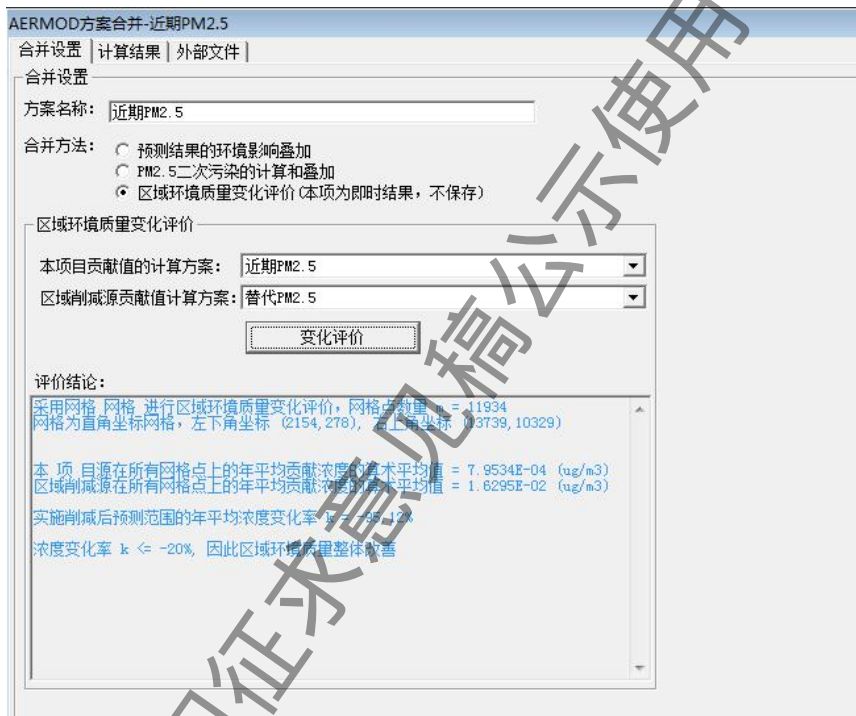 AERMOD方案合并-近期PM2.5
合并设置 计算结果 外部文件
合并设置
方案名称: 近期PM2.5
合并方法: 预测结果的环境影响叠加
PM2.5二次污染的计算和叠加
区域环境质量变化评价(本项为即时结果,不保存)
区域环境质量变化评价
本项目贡献值的计算方案: 近期PM2.5
区域削减源贡献值计算方案: 替代PM2.5
变化评价
评价结论:
采用网格 网格 进行区域环境质量变化评价,网格点数量 m = 11934
网格为直角坐标网格,左下角坐标 (2154,278), 右上角坐标 (13739,10329)
本 项 目源在所有网格点上的年平均贡献浓度的算术平均值 = 7.9534E-04 (ug/m3)
区域削减源在所有网格点上的年平均贡献浓度的算术平均值 = 1.6295E-02 (ug/m3)
实施削减后预测范围的年平均浓度变化率 k = -95.12%
浓度变化率 k <= -20%, 因此区域环境质量整体改善
征求意见稿公示使用